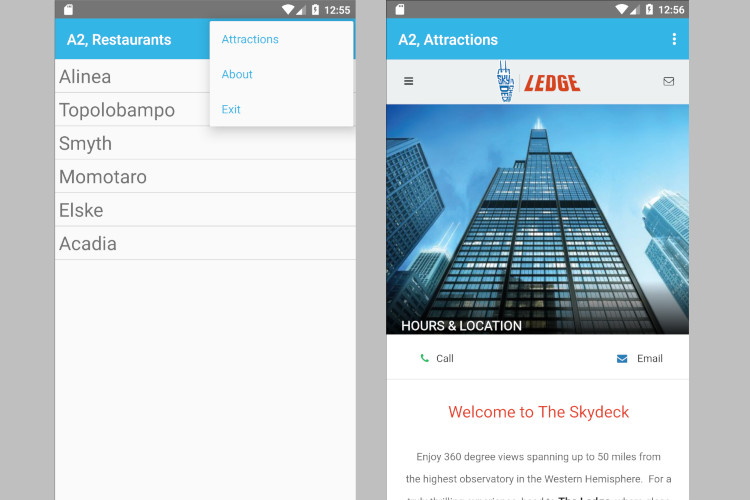 12:55
A2, Restaurants
Attractions
About
Exit
Alinea
Topolobampo
Smyth
Momotaro
Elske
Acadia
12:56
A2, Attractions
SKYDECK LEDGE
HOURS & LOCATION
Call
Email
Welcome to The Skydeck
Enjoy 360 degree views spanning up to 50 miles from
the highest observatory in the Western Hemisphere. For a